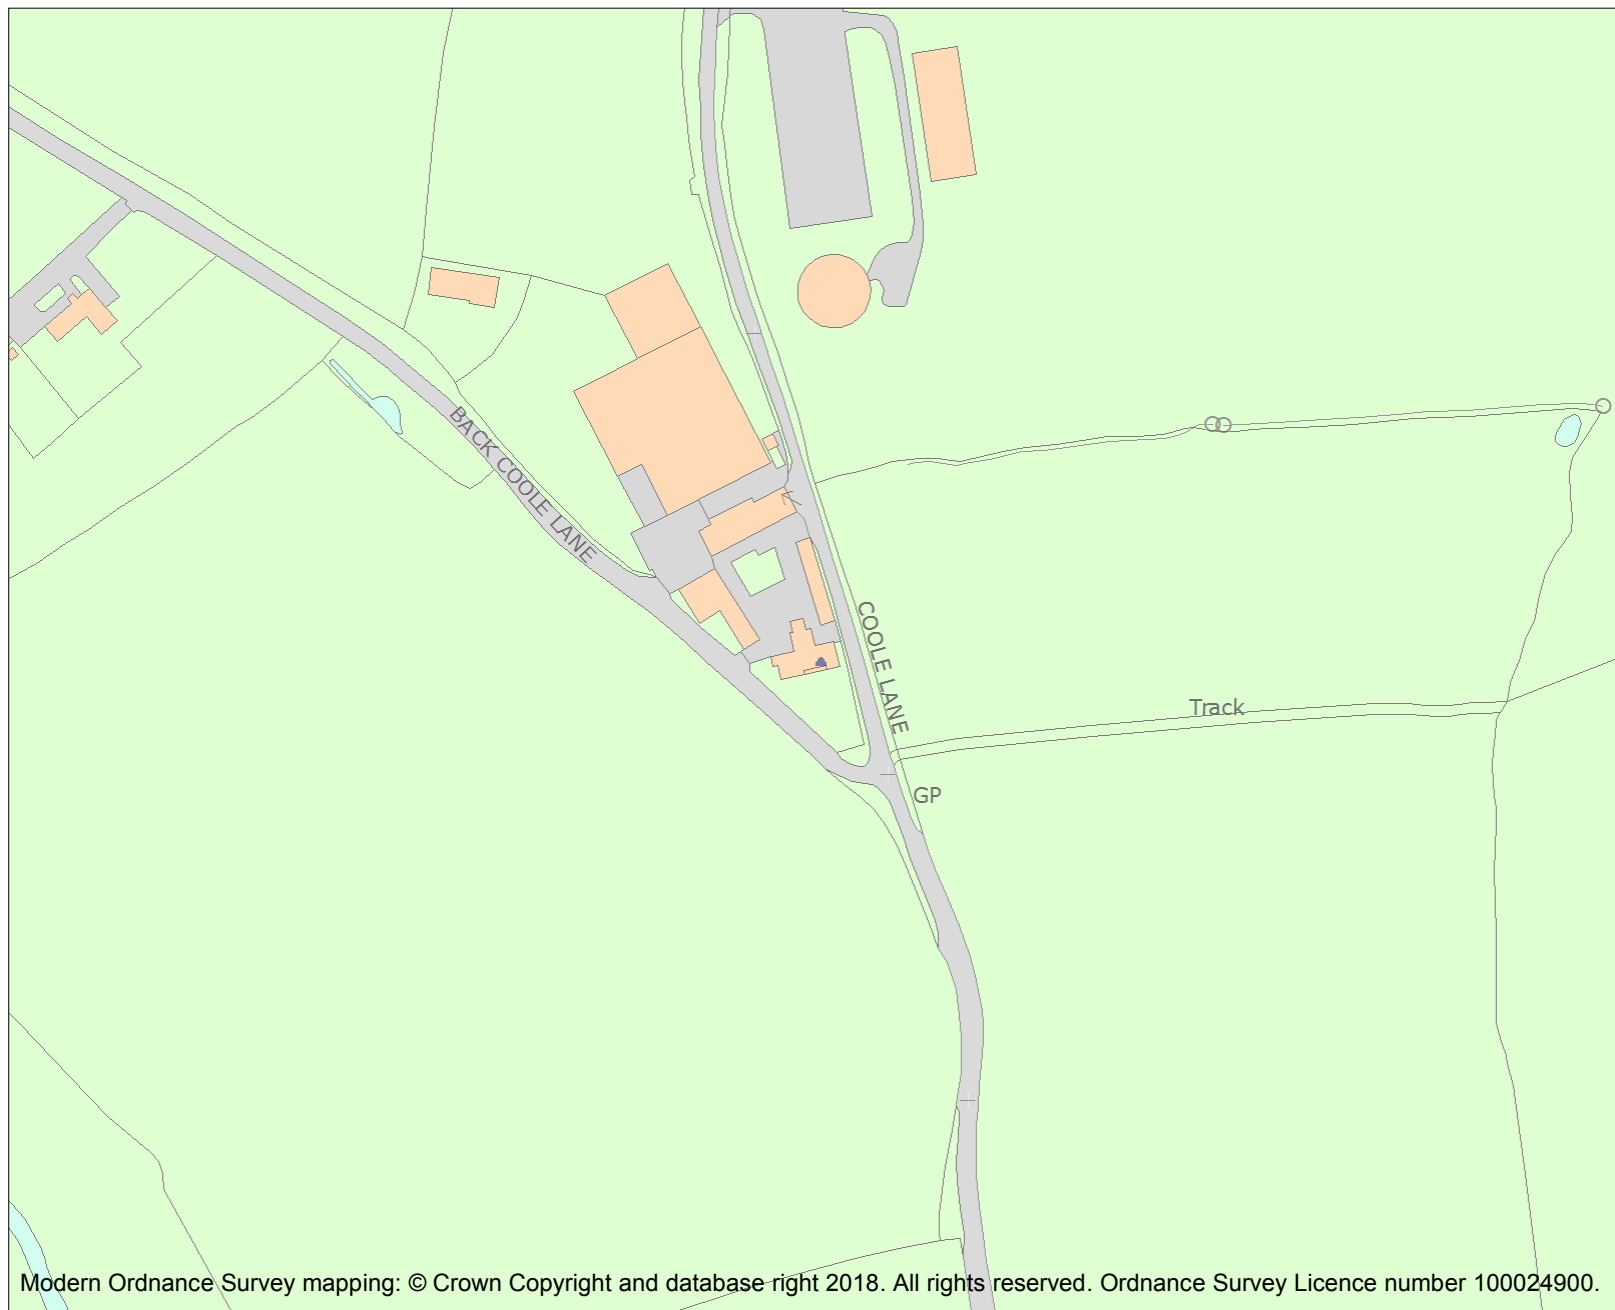 BACK COOLE LANE
COOLE LANE
Track
GP
Modern Ordnance Survey mapping: © Crown Copyright and database right 2018. All rights reserved. Ordnance Survey Licence number 100024900.